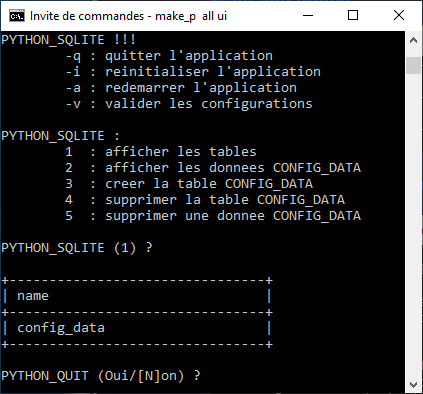 Invite de commandes - make_p  all ui
PYTHON_SQLITE !!!
-q : quitter l'application
-i : reinitialiser l'application
-a : redemarrer l'application
-v : valider les configurations
PYTHON_SQLITE :
1  : afficher les tables
2  : afficher les donnees CONFIG_DATA
3  : creer la table CONFIG_DATA
4  : supprimer la table CONFIG_DATA
5  : supprimer une donnee CONFIG_DATA
PYTHON_SQLITE (1) ?
+--------------------------------+
| name                           |
+--------------------------------+
| config_data                    |
+--------------------------------+
PYTHON_QUIT (Oui/[N]on) ?